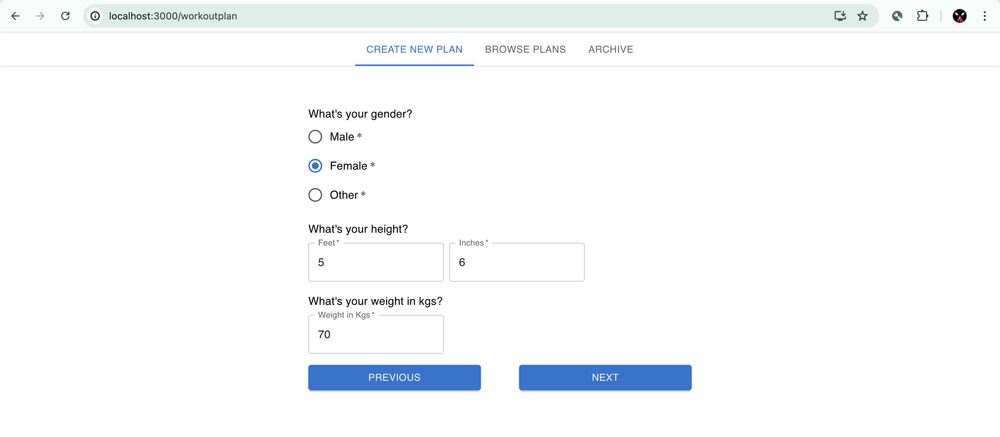 localhost:3000/workoutplan
CREATE NEW PLAN BROWSE PLANS ARCHIVE
What's your gender?
Male *
Female *
Other *
What's your height?
Feet * Inches *
5 6
What's your weight in kgs?
Weight in Kgs *
70
PREVIOUS NEXT